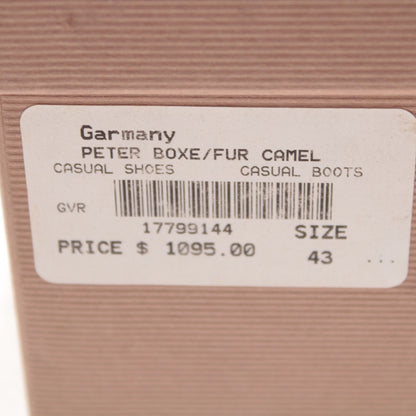 Garmany
PETER BOXE/FUR CAMEL
CASUAL SHOES CASUAL BOOTS
GVR
17799144 SIZE
PRICE $ 1095.00 43 ...